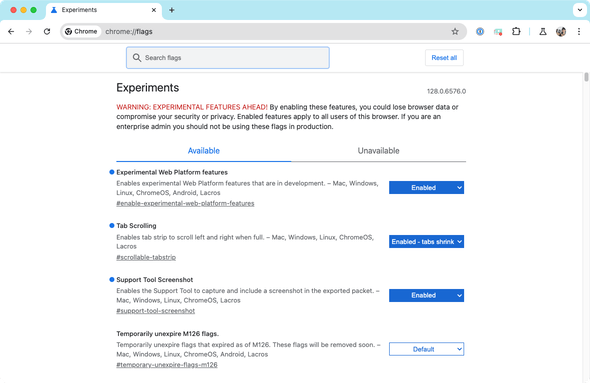 Experiments
Chrome
chrome://flags
Search flags
Reset all
Experiments
128.0.6576.0
WARNING: EXPERIMENTAL FEATURES AHEAD! By enabling these features, you could lose browser data or
compromise your security or privacy. Enabled features apply to all users of this browser. If you are an
enterprise admin you should not be using these flags in production.
Available
Unavailable
Experimental Web Platform features
Enables experimental Web Platform features that are in development. – Mac, Windows,
Linux, ChromeOS, Android, Lacros
#enable-experimental-web-platform-features
Enabled
Tab Scrolling
Enables tab strip to scroll left and right when full. – Mac, Windows, Linux, ChromeOS,
Lacros
#scrollable-tabstrip
Enabled - tabs shrink
Support Tool Screenshot
Enables the Support Tool to capture and include a screenshot in the exported packet. –
Mac, Windows, Linux, ChromeOS, Lacros
#support-tool-screenshot
Enabled
Temporarily unexpire M126 flags.
Temporarily unexpire flags that expired as of M126. These flags will be removed soon. –
Mac, Windows, Linux, ChromeOS, Android, Lacros
#temporary-unexpire-flags-m126
Default